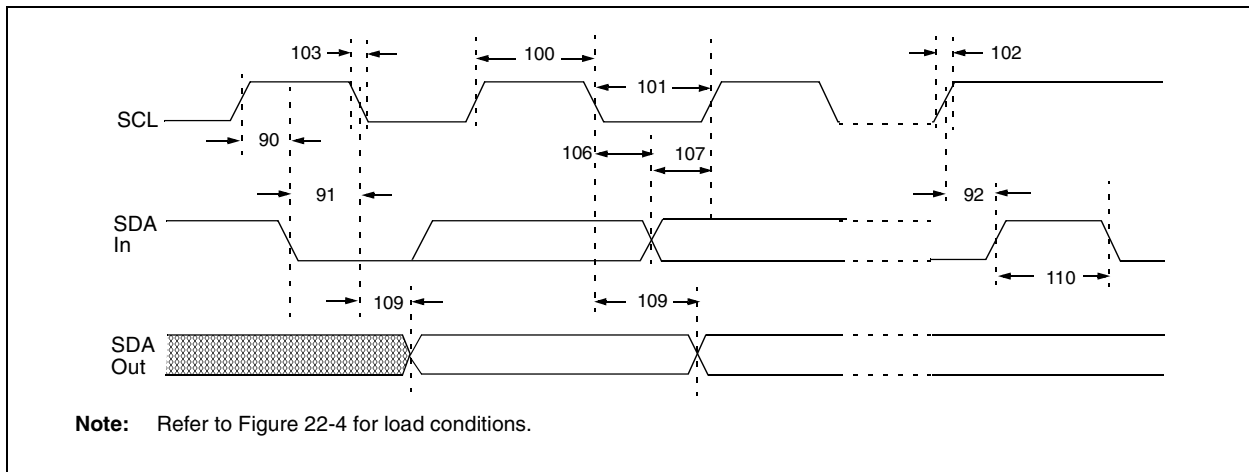 103
100
101
102
SCL
90
106
107
91
92
SDA
In
109
109
110
SDA
Out
Note: Refer to Figure 22-4 for load conditions.